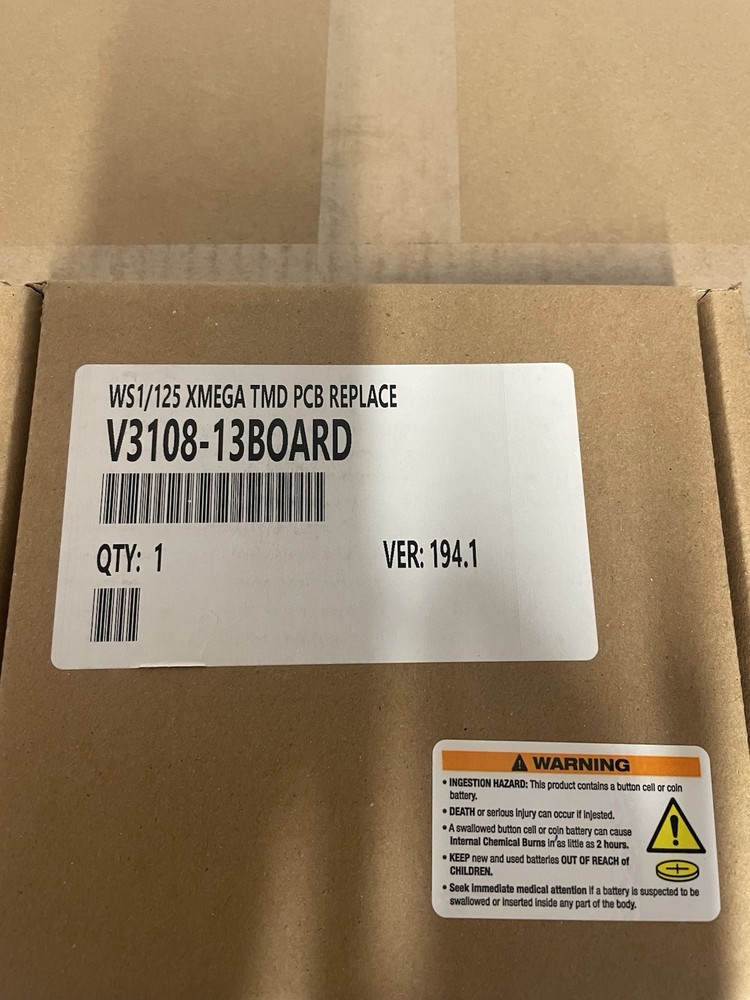 WS1/125 XMEGA TMD PCB REPLACE
V3108-13BOARD
QTY: 1 VER: 194.1
WARNING
• INGESTION HAZARD: This product contains a button cell or coin
battery.
• DEATH or serious injury can occur if injested.
• A swallowed button cell or coin battery can cause
Internal Chemical Burns in as little as 2 hours.
• KEEP new and used batteries OUT OF REACH of
CHILDREN.
• Seek immediate medical attention if a battery is suspected to be
swallowed or inserted inside any part of the body.